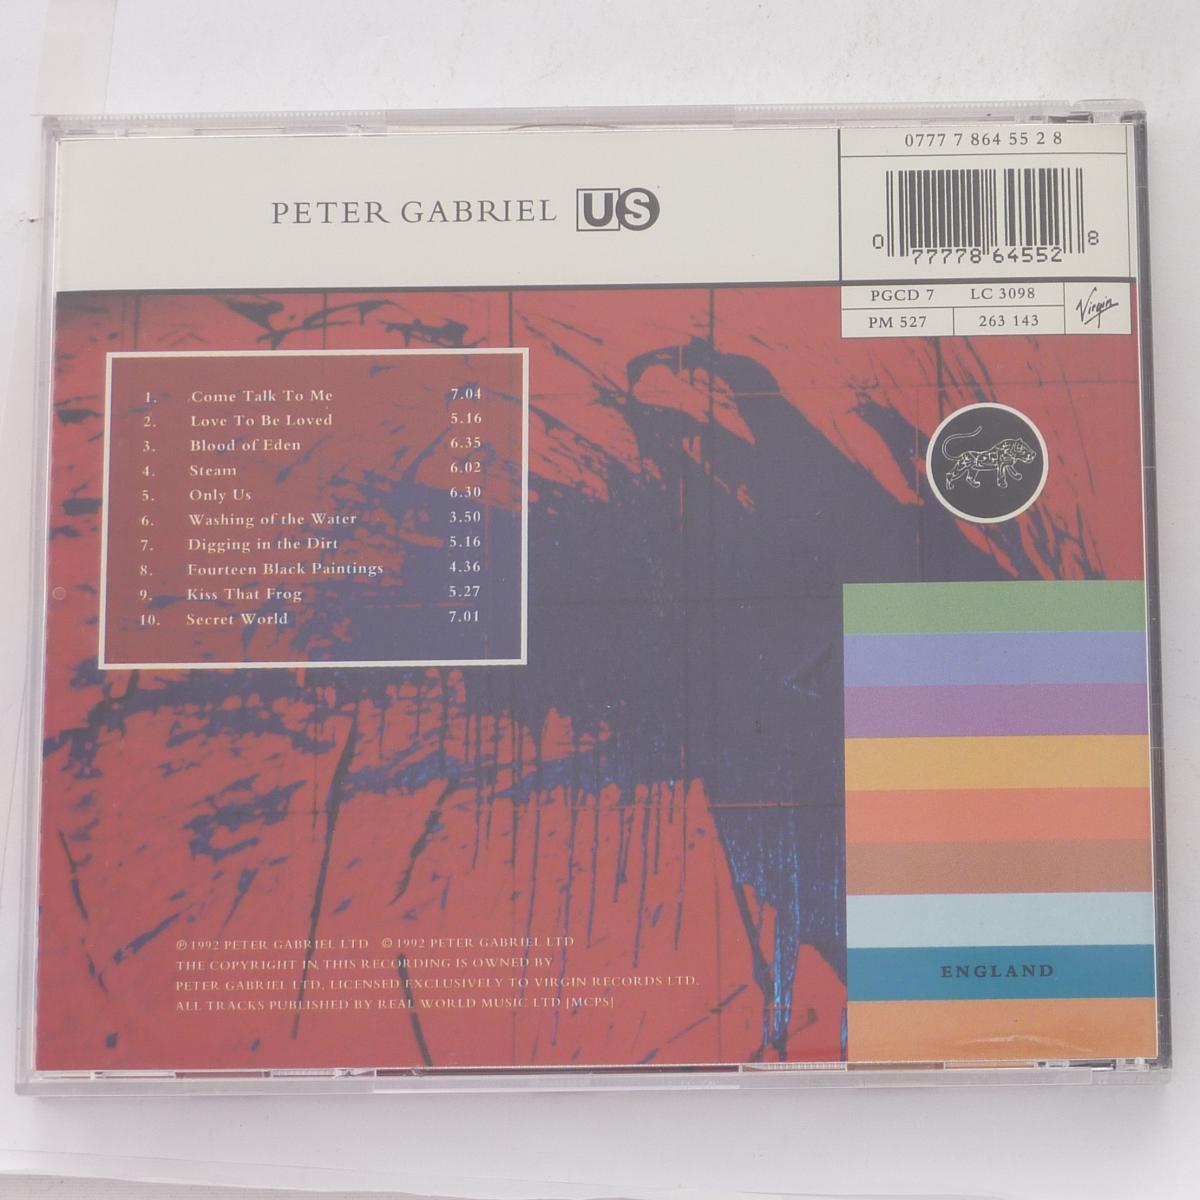 PETER GABRIEL US
0777 7 864 55 2 8
0 77778 64552 8
PGCD 7 LC 3098
PM 527 263 143
Virgin
1. Come Talk To Me 7.04
2. Love To Be Loved 5.16
3. Blood of Eden 6.35
4. Steam 6.02
5. Only Us 6.30
6. Washing of the Water 3.50
7. Digging in the Dirt 5.16
8. Fourteen Black Paintings 4.36
9. Kiss That Frog 5.27
10. Secret World 7.01
℗ 1992 PETER GABRIEL LTD © 1992 PETER GABRIEL LTD
THE COPYRIGHT IN THIS RECORDING IS OWNED BY
PETER GABRIEL LTD. LICENSED EXCLUSIVELY TO VIRGIN RECORDS LTD.
ALL TRACKS PUBLISHED BY REAL WORLD MUSIC LTD [MCPS]
ENGLAND